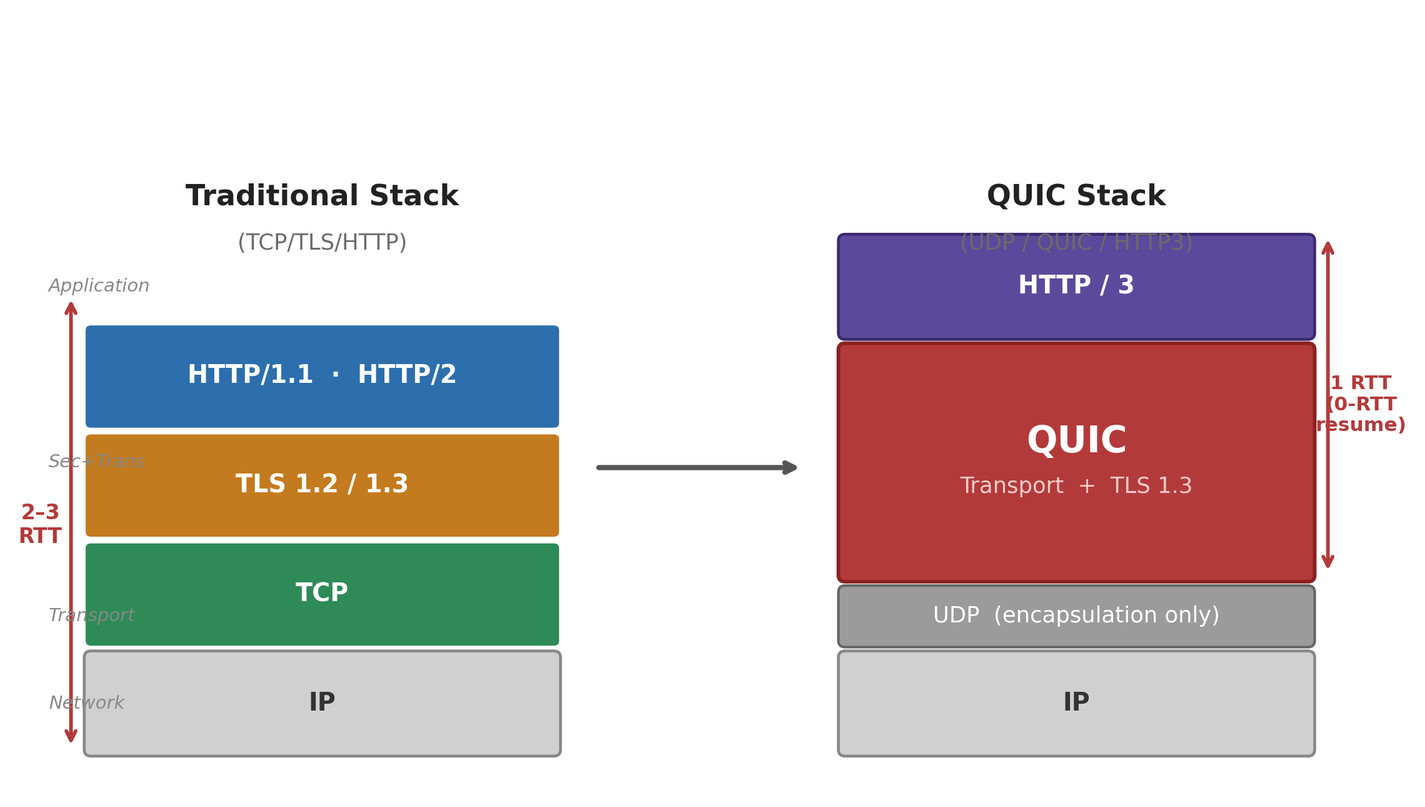 Traditional Stack
(TCP/TLS/HTTP)
Application
HTTP/1.1 · HTTP/2
Sec+Trans
TLS 1.2 / 1.3
2–3
RTT
TCP
Transport
Network
IP
QUIC Stack
(UDP / QUIC / HTTP3)
HTTP / 3
1 RTT
(0-RTT
resume)
QUIC
Transport + TLS 1.3
UDP (encapsulation only)
IP